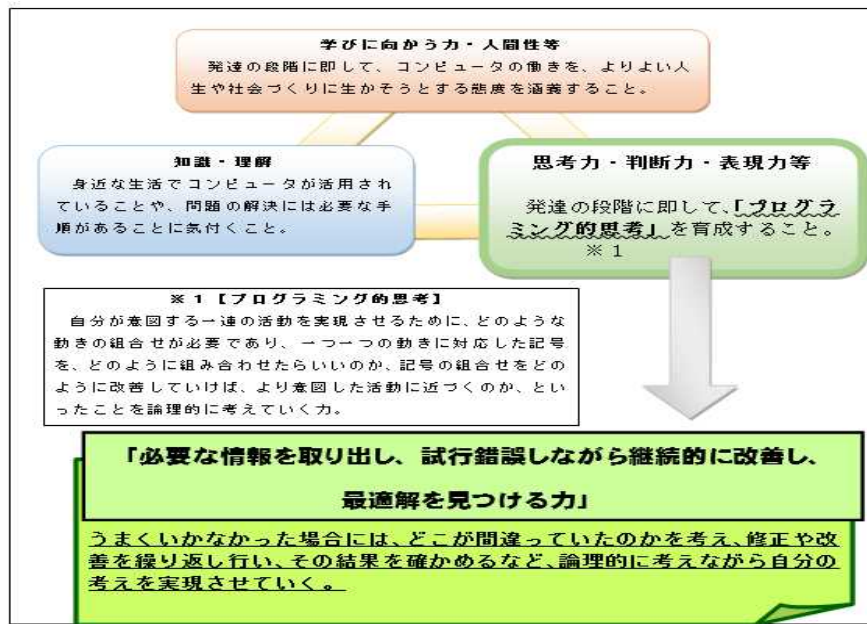 学びに向かう力・人間性等
発達の段階に即して、コンピュータの働きを、よりよい人
生や社会づくりに生かそうとする態度を涵義すること。
知識・理解
身近な生活でコンピュータが活用され
ていることや、問題の解決には必要な手
順があることに気付くこと。
思考力・判断力・表現力等
発達の段階に即して、「プログラ
ミング的思考」を育成すること。
※1
※1【プログラミング的思考】
自分が意図する一連の活動を実現させるために、どのような
動きの組合せが必要であり、一つ一つの動きに対応した記号
を、どのように組み合わせたらいいのか、記号の組合せをどの
ように改善していけば、より意図した活動に近づくのか、とい
ったことを論理的に考えていく力。
「必要な情報を取り出し、試行錯誤しながら継続的に改善し、
最適解を見つける力」
うまくいかなかった場合には、どこが間違っていたのかを考え、修正や改
善を繰り返し行い、その結果を確かめるなど、論理的に考えながら自分の
考えを実現させていく。